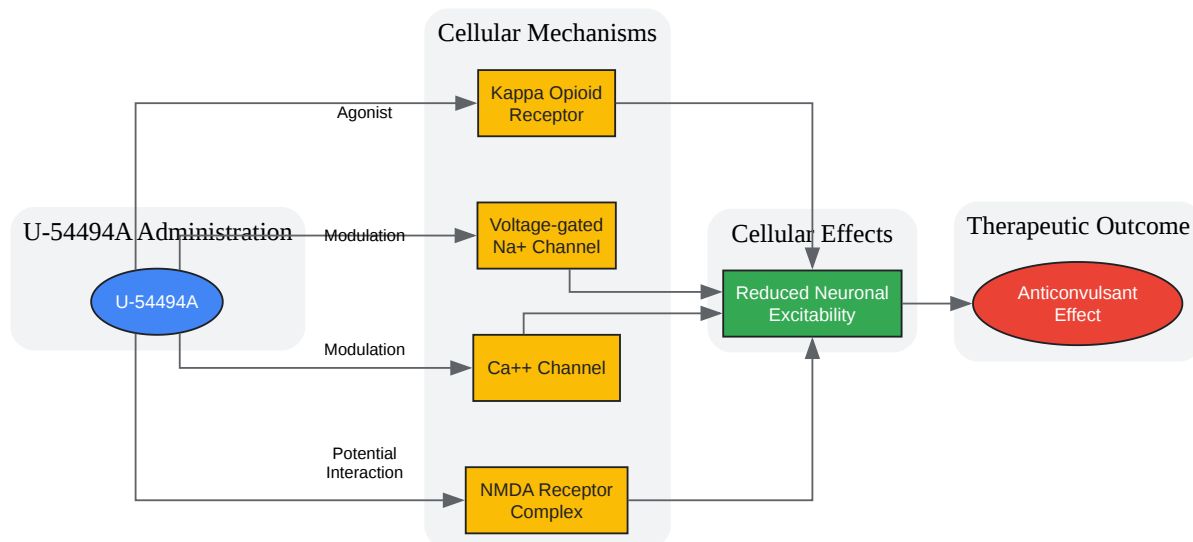 Cellular Mechanisms
Kappa Opioid
Receptor
Agonist
U-54494A Administration
U-54494A
Modulation
Voltage-gated
Na+ Channel
Modulation
Ca++ Channel
Potential
Interaction
NMDA Receptor
Complex
Cellular Effects
Reduced Neuronal
Excitability
Therapeutic Outcome
Anticonvulsant
Effect